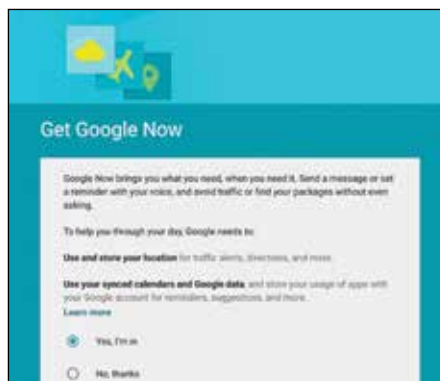 Get Google Now
Google Now brings you what you need, when you need it. Send a message or set
a reminder with your voice, and avoid traffic or find your packages without even
asking.
To help you through your day, Google needs to:
Use and store your location for traffic alerts, directions, and more.
Use your synced calendars and Google data, and store your usage of apps with
your Google account for reminders, suggestions, and more.
Learn more
Yes, I'm in
No, thanks